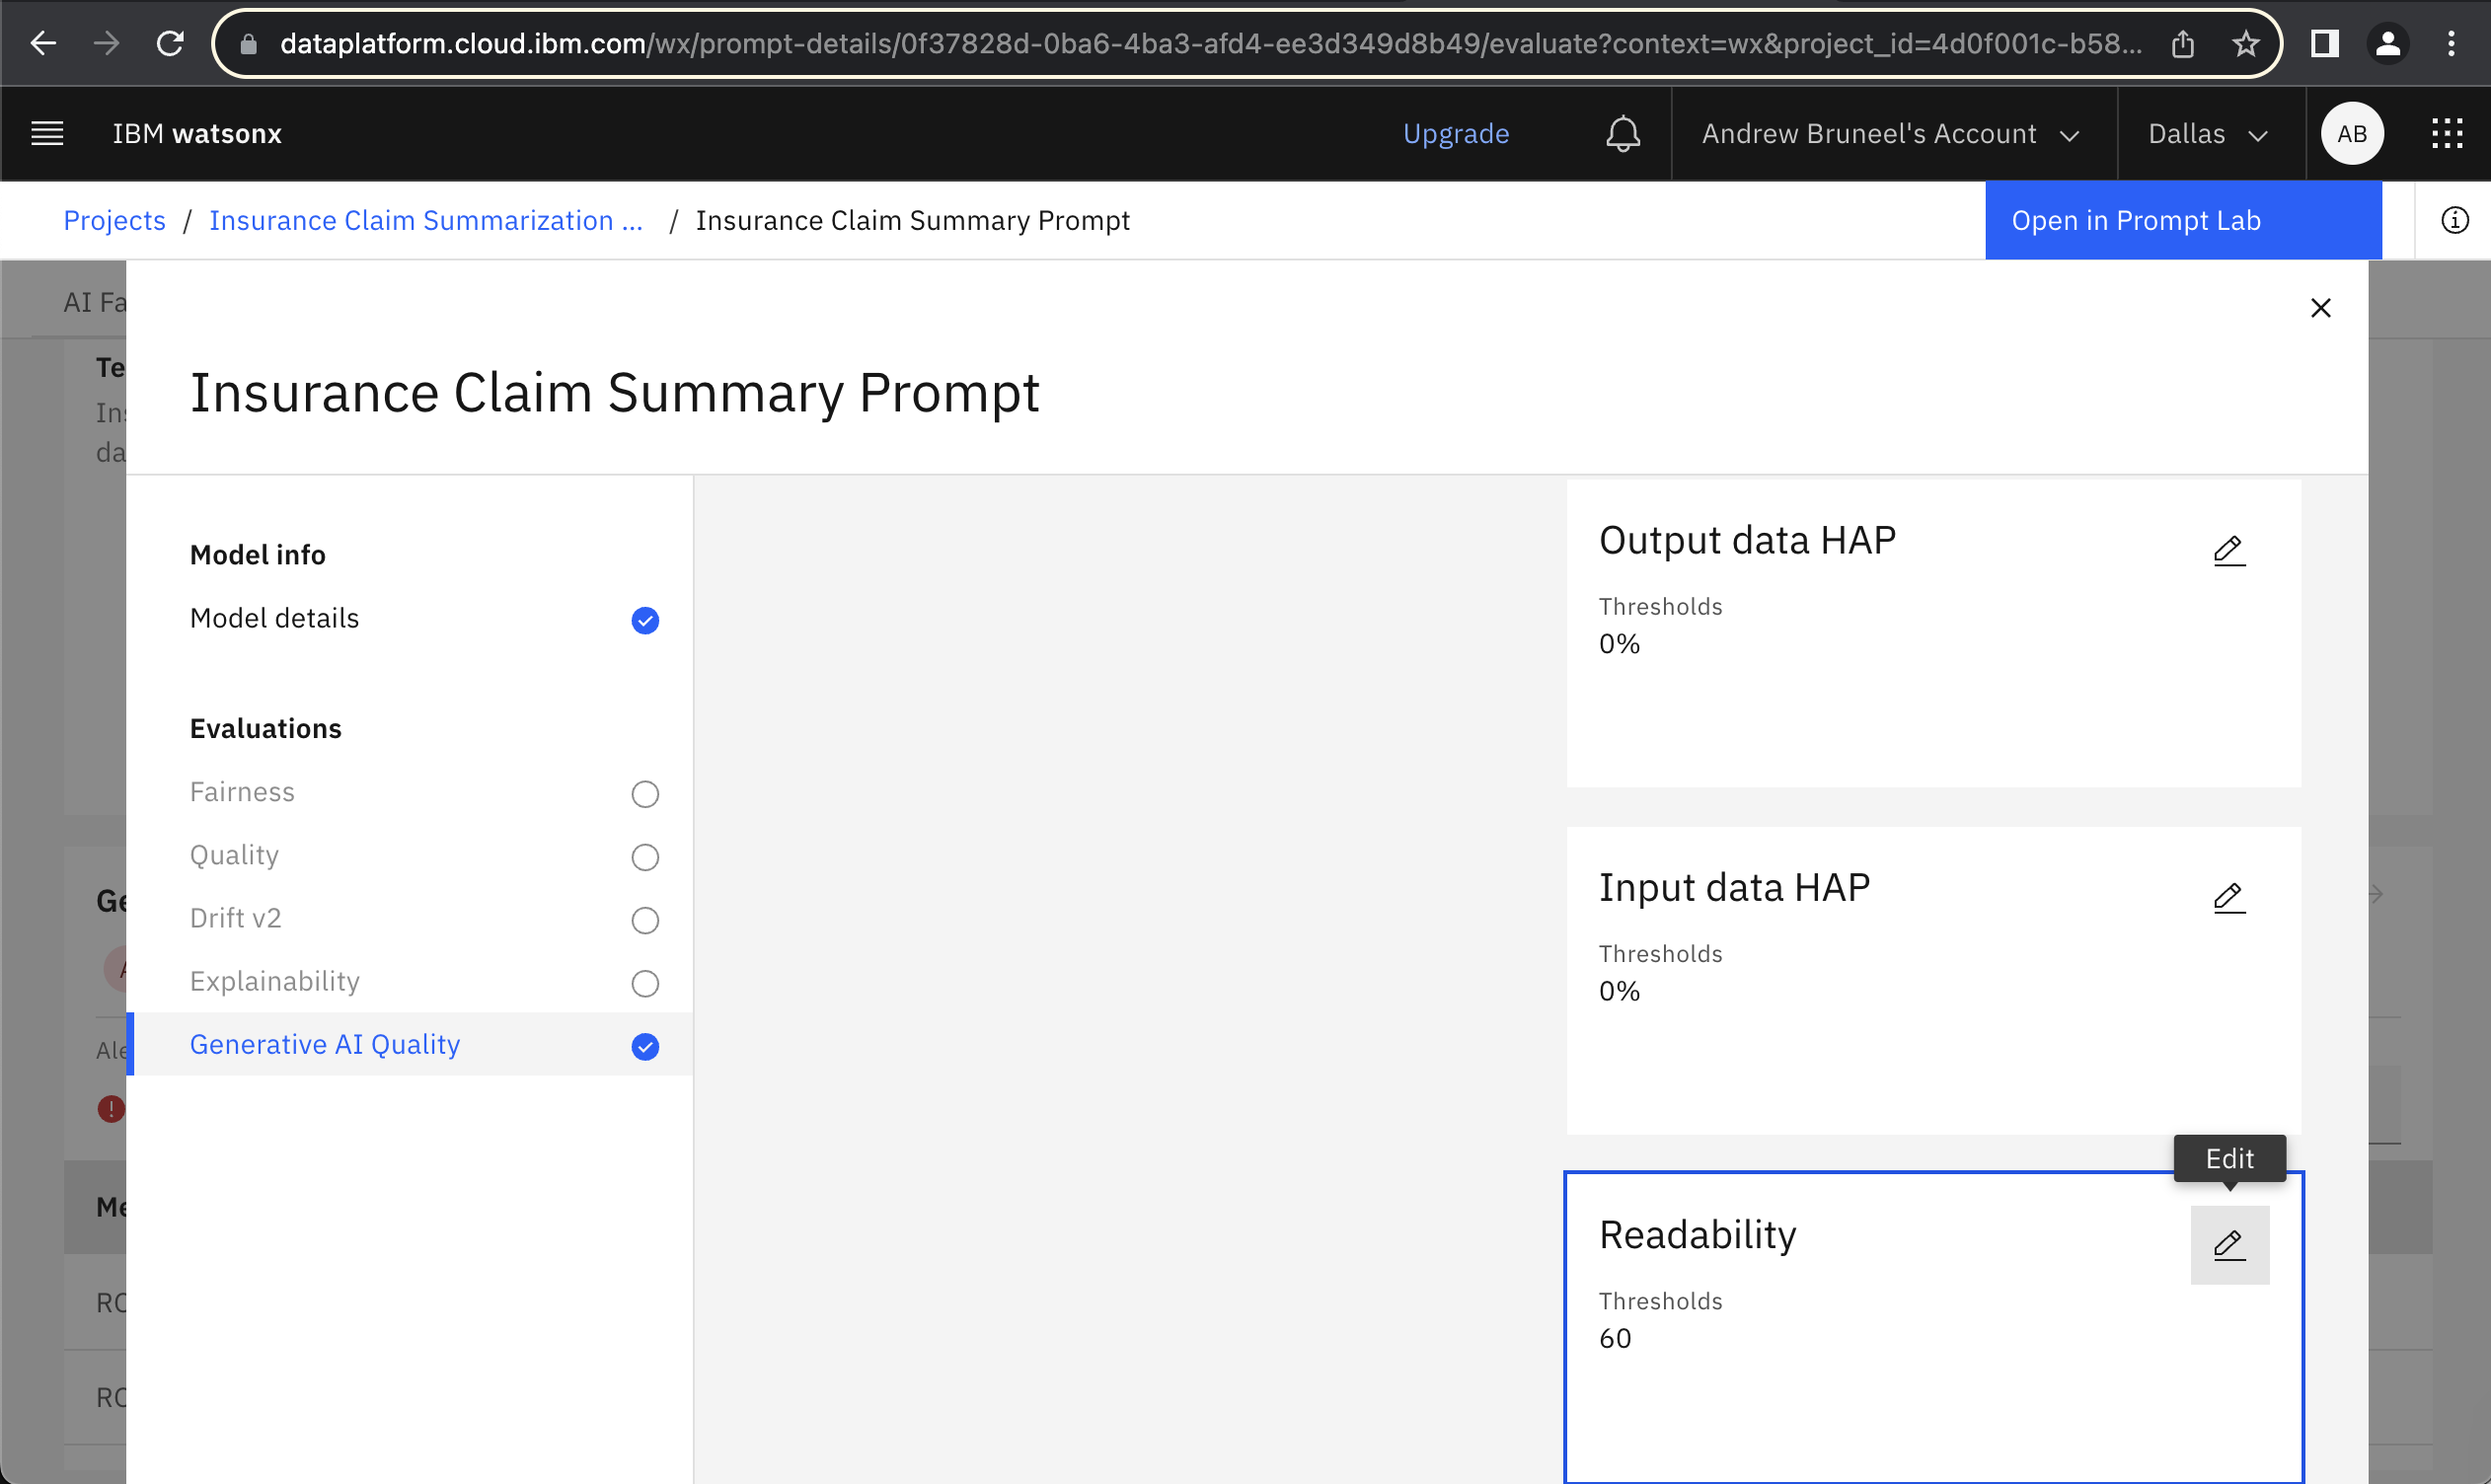 dataplatform.cloud.ibm.com/wx/prompt-details/0f37828d-0ba6-4ba3-afd4-ee3d349d8b49/evaluate?context=wx&project_id=4d0f001c-b58...
IBM watsonx
Upgrade
Andrew Bruneel's Account
Dallas
AB
Projects / Insurance Claim Summarization ... / Insurance Claim Summary Prompt
Open in Prompt Lab
AI Fa
Te
Ins
da
Insurance Claim Summary Prompt
Model info
Model details
Evaluations
Fairness
Quality
Drift v2
Explainability
Generative AI Quality
Ge
A
Ale
Me
RO
RO
Output data HAP
Thresholds
0%
Input data HAP
Thresholds
0%
Edit
Readability
Thresholds
60